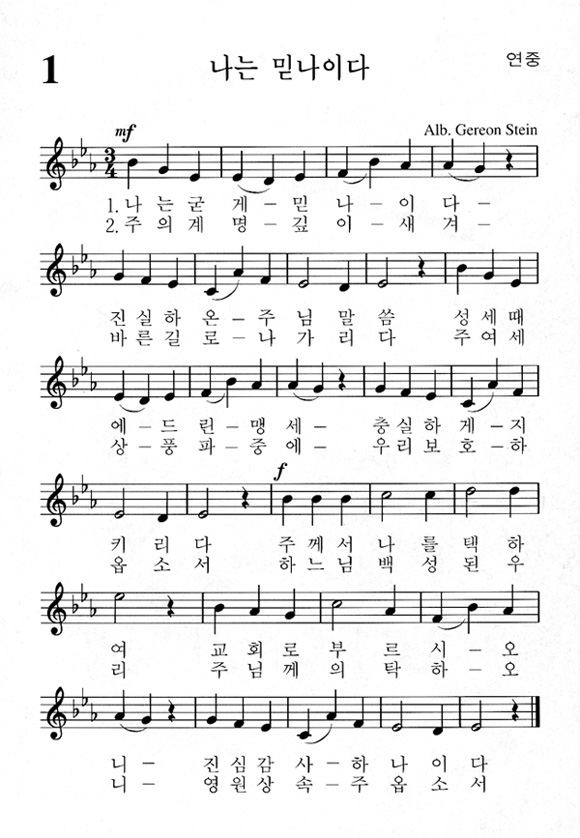 1 나는 믿나이다 연중
mf Alb. Gereon Stein
3 4
1. 나 는 굳 게 – 믿 나 – 이 다 –
2. 주 의 계 명 – 깊 이 – 새 겨 –
진 실 하 온 – 주 님 말 씀 성 세 때
바 른 길 로 – 나 가 리 다 주 여 세
에 – 드 린 – 맹 세 – 충 실 하 게 – 지
상 – 풍 파 – 중 에 – 우 리 보 호 – 하
f
키 리 다 주 께 서 나 를 택 하
옵 소 서 하 느 님 백 성 된 우
여 교 회 로 부 르 시 – 오
리 주 님 께 의 탁 하 – 오
니 – 진 심 감 사 – 하 나 이 다
니 – 영 원 상 속 – 주 옵 소 서